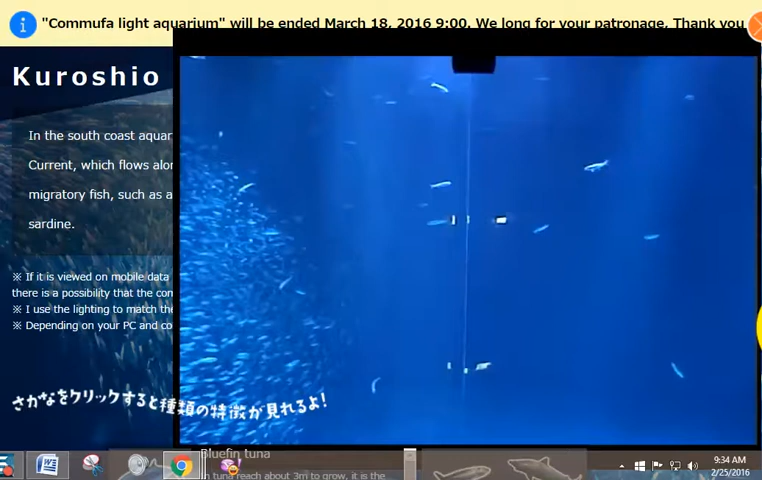 "Commufa light aquarium" will be ended March 18, 2016 9:00. We long for your patronage. Thank you
Kuroshio
In the south coast aquar
Current, which flows alon
migratory fish, such as a
sardine.
※ If it is viewed on mobile data
there is a possibility that the con
※ I use the lighting to match the
※ Depending on your PC and co
さかなをクリックすると種類の特徴が見れるよ!
Bluefin tuna
n tuna reach about 3m to grow, it is the
9:34 AM
2/25/2016